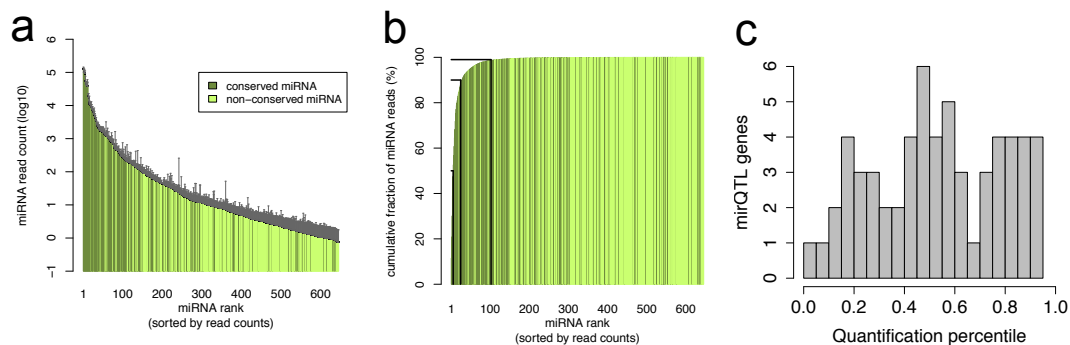 a
miRNA read count (log10)
6
5
4
3
2
1
0
−1
conserved miRNA
non−conserved miRNA
1 100 200 300 400 500 600
miRNA rank
(sorted by read counts)
b
cumulative fraction of miRNA reads (%)
100
80
60
40
20
0
1 100 200 300 400 500 600
miRNA rank
(sorted by read counts)
c
mirQTL genes
6
5
4
3
2
1
0
0.0 0.2 0.4 0.6 0.8 1.0
Quantification percentile